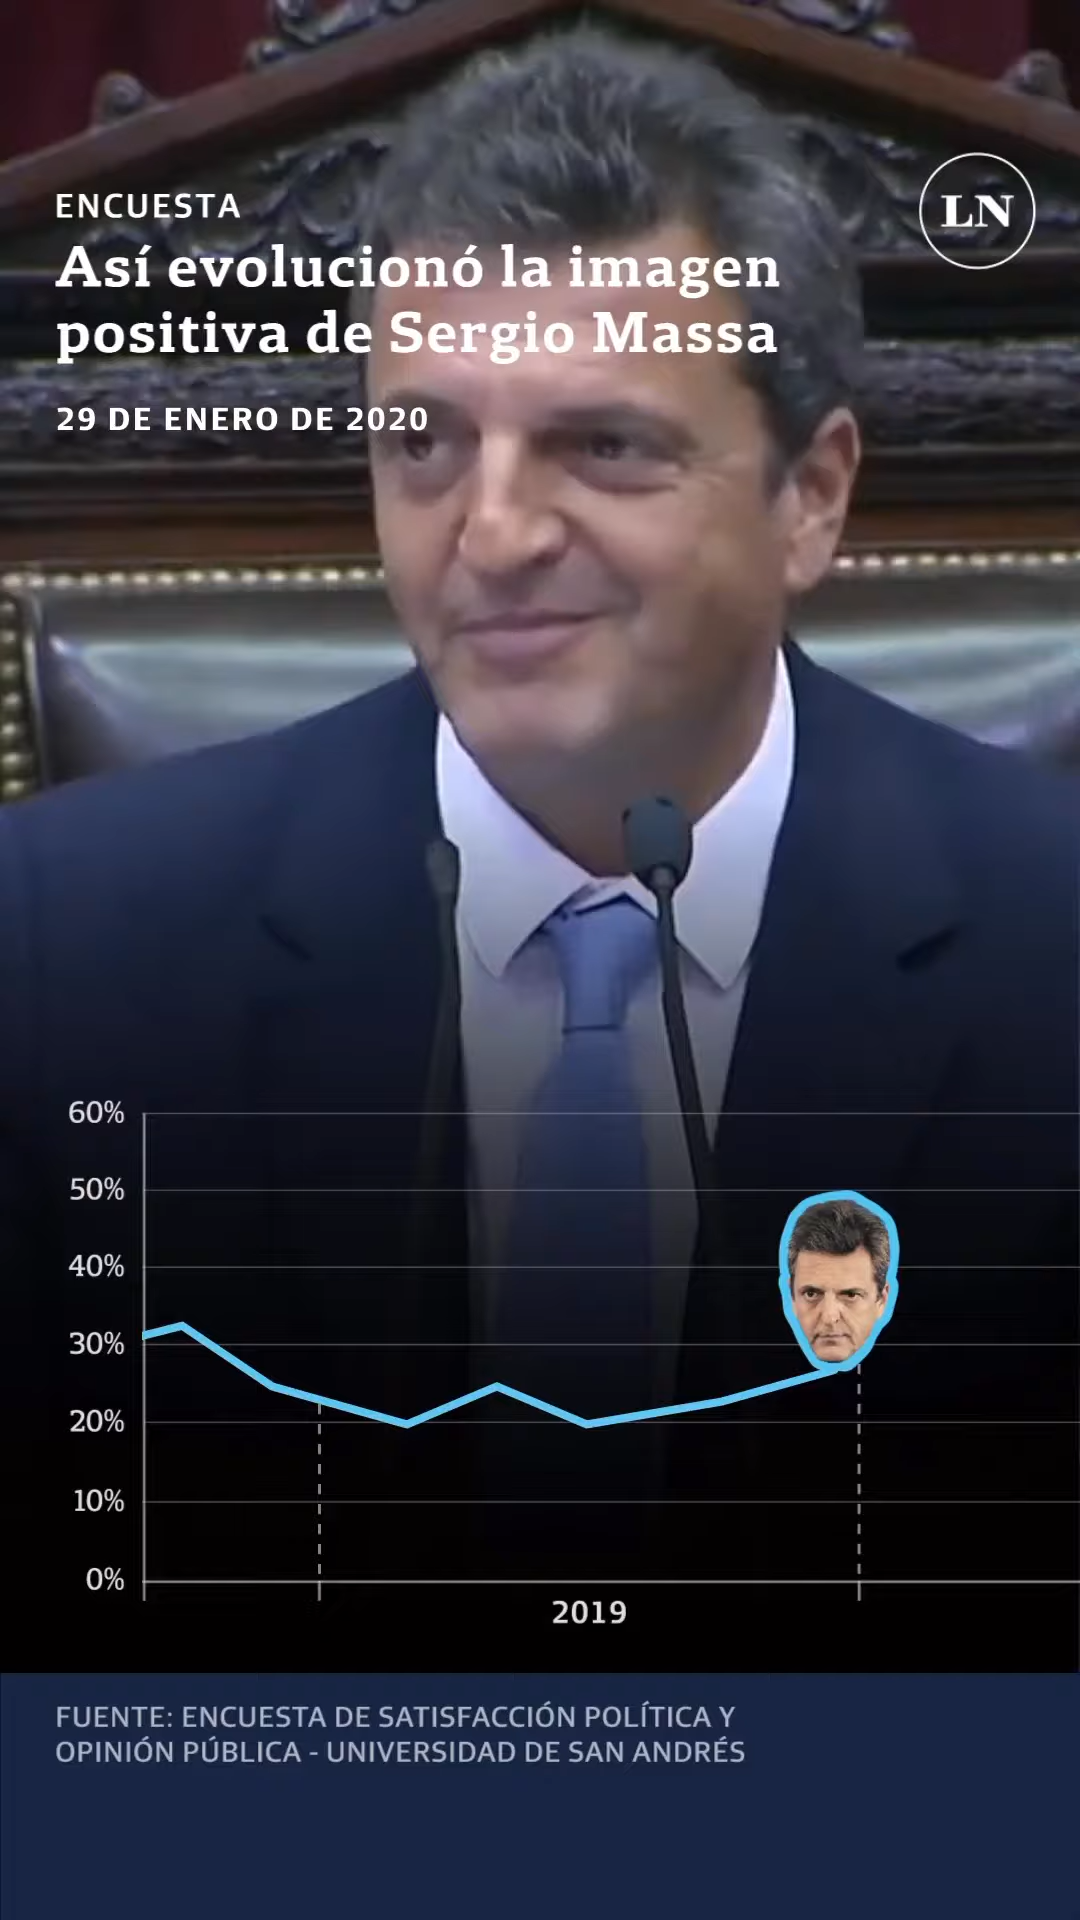 ENCUESTA
LN
Así evolucionó la imagen
positiva de Sergio Massa
29 DE ENERO DE 2020
60%
50%
40%
30%
20%
10%
0%
2019
FUENTE: ENCUESTA DE SATISFACCIÓN POLÍTICA Y
OPINIÓN PÚBLICA - UNIVERSIDAD DE SAN ANDRÉS